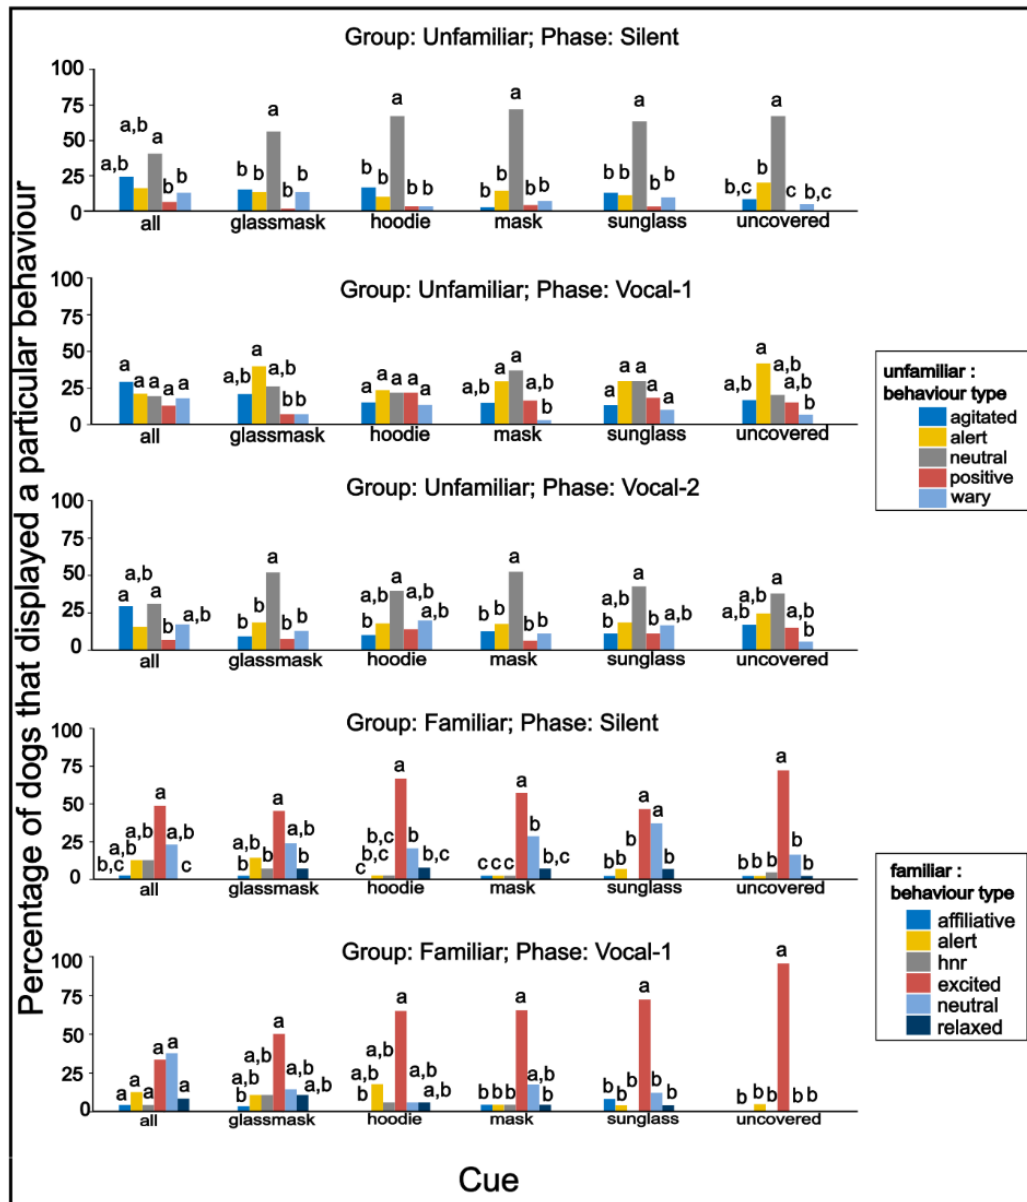 Percentage of dogs that displayed a particular behaviour
Group: Unfamiliar; Phase: Silent
100
75
50
25
0
a,b a,b a b b
b b a b b
b b a b b
b b a b b
b b a b b
b,c b a c b,c
all glassmask hoodie mask sunglass uncovered
Group: Unfamiliar; Phase: Vocal-1
100
75
50
25
0
a a a a a
a,b a a,b b b
a a a a a
a,b a a a,b b
a a a a a
a,b a a,b a,b b
all glassmask hoodie mask sunglass uncovered
unfamiliar :
behaviour type
agitated
alert
neutral
positive
wary
Group: Unfamiliar; Phase: Vocal-2
100
75
50
25
0
a a,b a b a,b
b b a b b
b a,b a a,b a,b
b b a b b
b a,b a b a,b
a,b a,b a a,b b
all glassmask hoodie mask sunglass uncovered
Group: Familiar; Phase: Silent
100
75
50
25
0
b,c a,b a,b a a,b c
b a,b b a a,b b
c b,c b,c a b b,c
c c c a b b,c
b b b a a b
b b b a b b
all glassmask hoodie mask sunglass uncovered
familiar :
behaviour type
affiliative
alert
hnr
excited
neutral
relaxed
Group: Familiar; Phase: Vocal-1
100
75
50
25
0
a a a a a a
b a,b a,b a a,b a,b
b a,b a,b a a,b a,b
b b b a a,b b
b b b a b b
b b b a b b
all glassmask hoodie mask sunglass uncovered
Cue